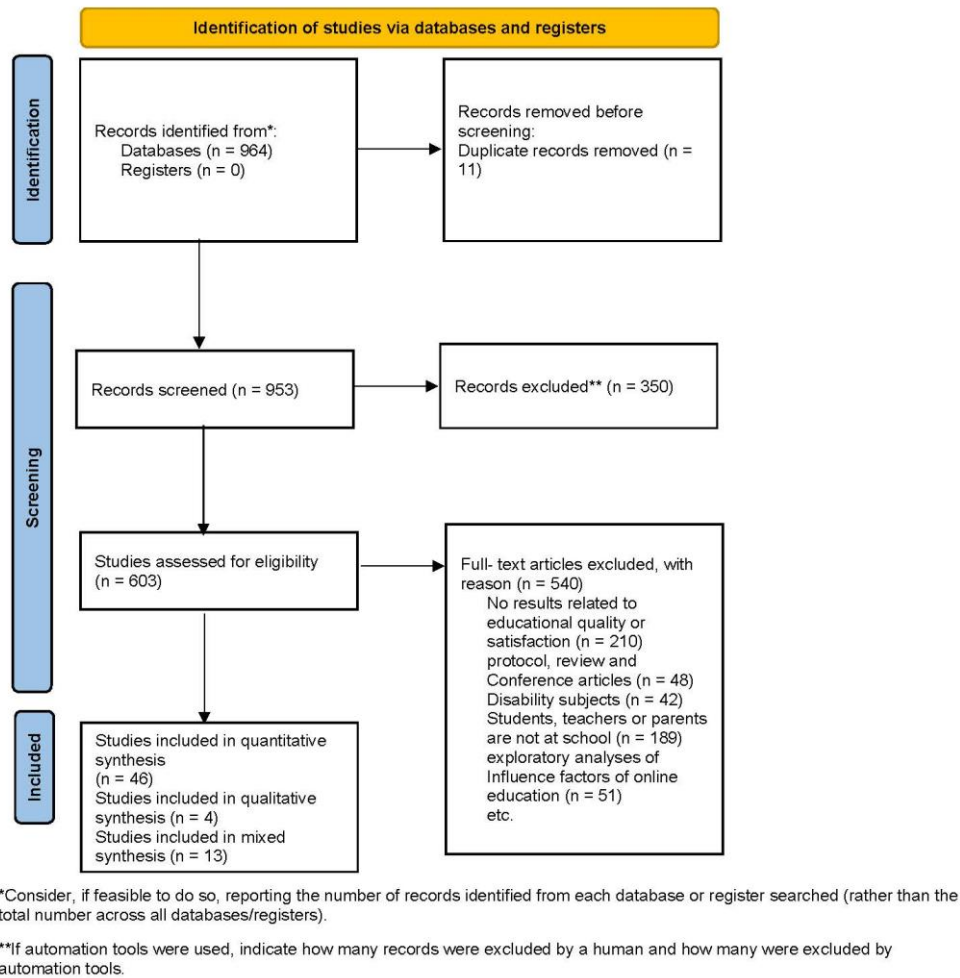 Identification of studies via databases and registers
Identification
Records identified from*:
Databases (n = 964)
Registers (n = 0)
Records removed before
screening:
Duplicate records removed (n =
11)
Screening
Records screened (n = 953)
Records excluded** (n = 350)
Studies assessed for eligibility
(n = 603)
Full- text articles excluded, with
reason (n = 540)
No results related to
educational quality or
satisfaction (n = 210)
protocol, review and
Conference articles (n = 48)
Disability subjects (n = 42)
Students, teachers or parents
are not at school (n = 189)
exploratory analyses of
Influence factors of online
education (n = 51)
etc.
Included
Studies included in quantitative
synthesis
(n = 46)
Studies included in qualitative
synthesis (n = 4)
Studies included in mixed
synthesis (n = 13)
*Consider, if feasible to do so, reporting the number of records identified from each database or register searched (rather than the
total number across all databases/registers).
**If automation tools were used, indicate how many records were excluded by a human and how many were excluded by
automation tools.